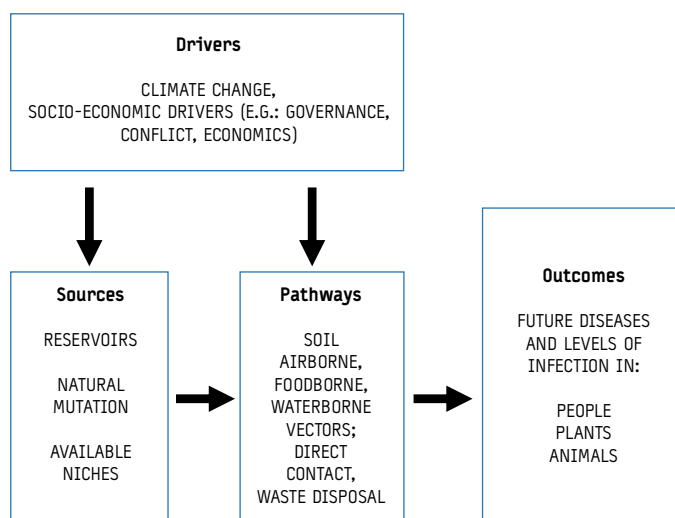 Drivers
CLIMATE CHANGE,
SOCIO-ECONOMIC DRIVERS (E.G.: GOVERNANCE,
CONFLICT, ECONOMICS)
Sources
RESERVOIRS
NATURAL
MUTATION
AVAILABLE
NICHES
Pathways
SOIL
AIRBORNE,
FOODBORNE,
WATERBORNE
VECTORS;
DIRECT
CONTACT,
WASTE DISPOSAL
Outcomes
FUTURE DISEASES
AND LEVELS OF
INFECTION IN:
PEOPLE
PLANTS
ANIMALS